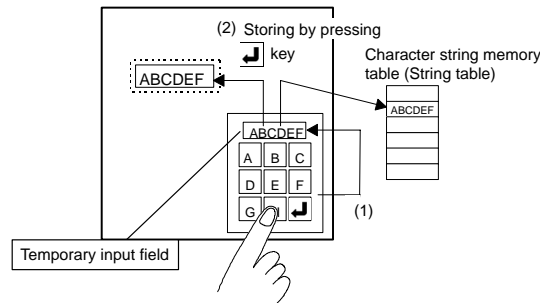 (2) Storing by pressing
key
Character string memory
table (String table)
ABCDEF
ABCDEF
ABCDEF
A B C
D E F
G
(1)
Temporary input field